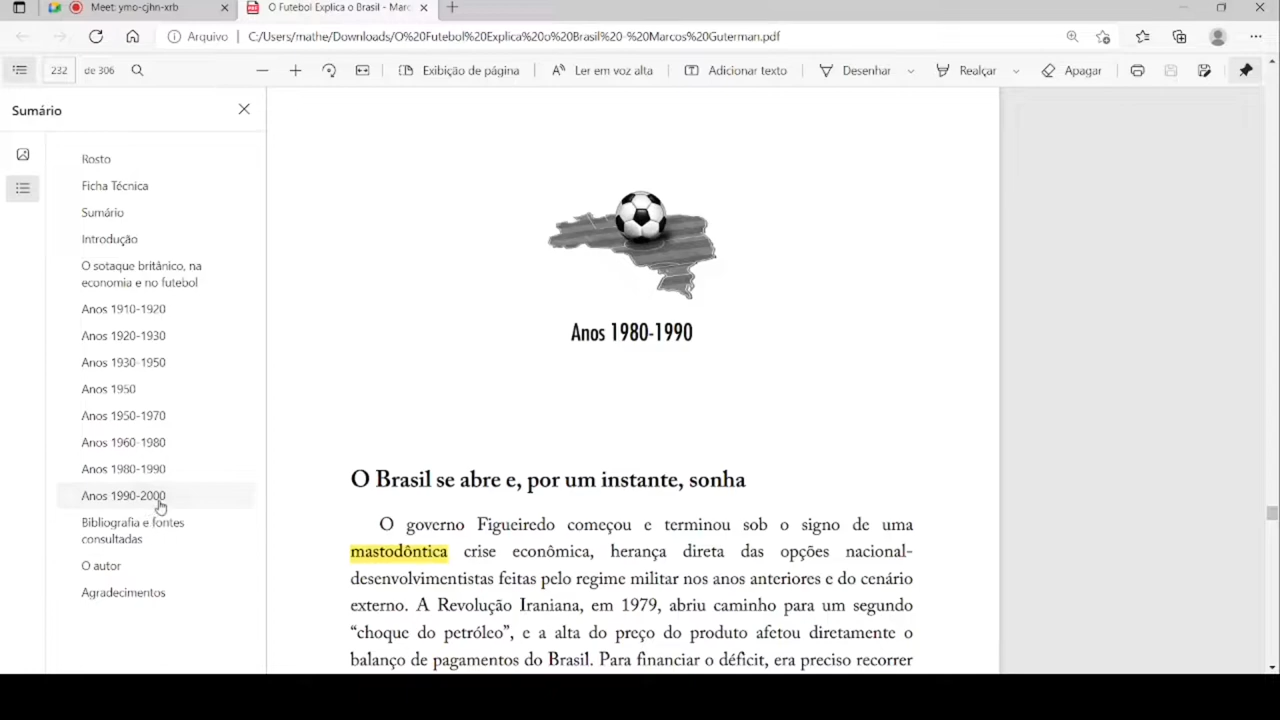 Meet: ymo-cjhn-xrb
O Futebol Explica o Brasil - Marc
Arquivo
C:/Users/mathe/Downloads/O%20Futebol%20Explica%20o%20Brasil%20-%20Marcos%20Guterman.pdf
232 de 306
Exibição de página
Ler em voz alta
Adicionar texto
Desenhar
Realçar
Apagar
Sumário
Rosto
Ficha Técnica
Sumário
Introdução
O sotaque britânico, na
economia e no futebol
Anos 1910-1920
Anos 1920-1930
Anos 1930-1950
Anos 1950
Anos 1950-1970
Anos 1960-1980
Anos 1980-1990
Anos 1990-2000
Bibliografia e fontes
consultadas
O autor
Agradecimentos
Anos 1980-1990
O Brasil se abre e, por um instante, sonha
O governo Figueiredo começou e terminou sob o signo de uma
mastodôntica crise econômica, herança direta das opções nacional-
desenvolvimentistas feitas pelo regime militar nos anos anteriores e do cenário
externo. A Revolução Iraniana, em 1979, abriu caminho para um segundo
“choque do petróleo”, e a alta do preço do produto afetou diretamente o
balanço de pagamentos do Brasil. Para financiar o déficit, era preciso recorrer